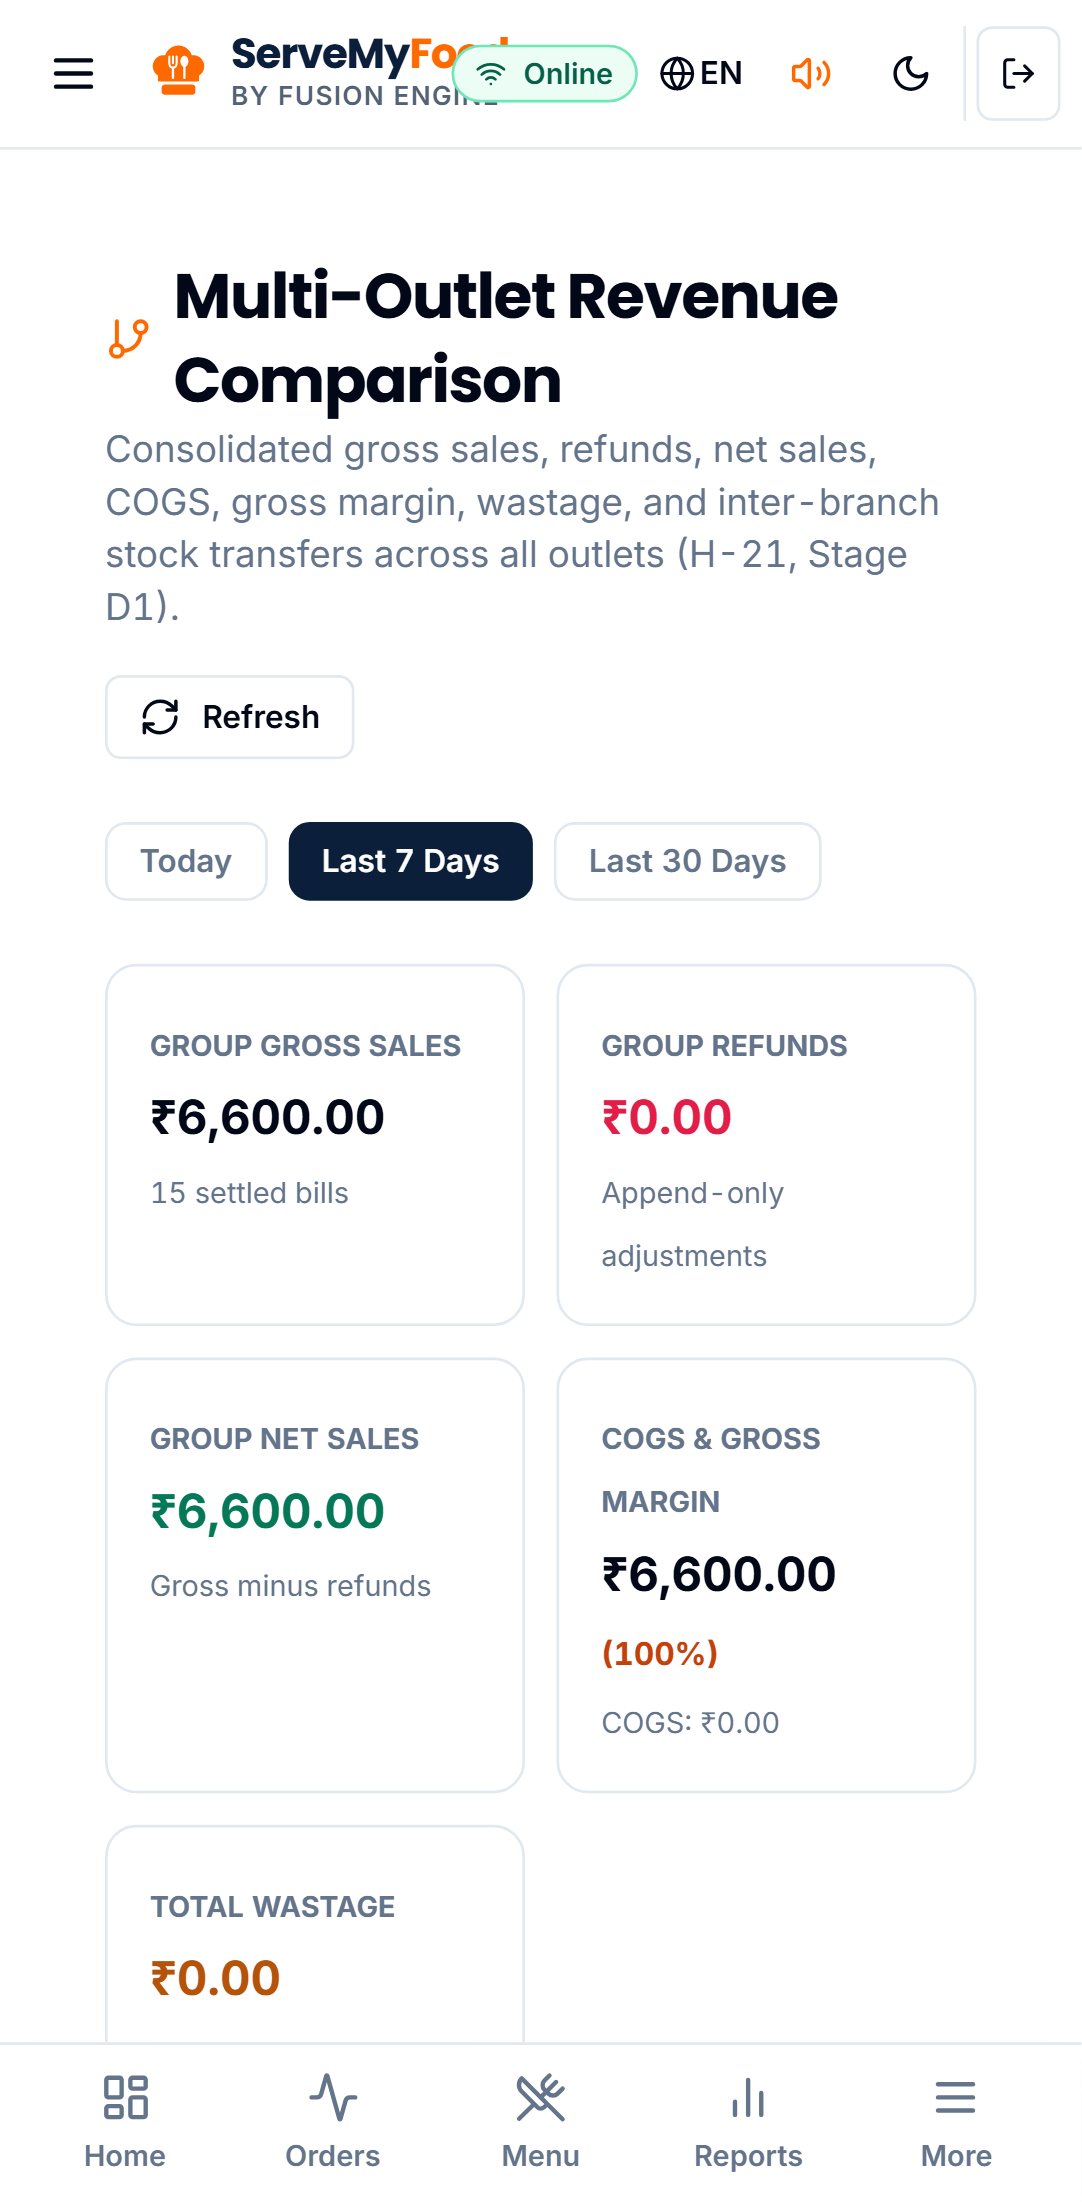 ServeMyFood
BY FUSION ENGINE
Online
EN
Multi-Outlet Revenue
Comparison
Consolidated gross sales, refunds, net sales,
COGS, gross margin, wastage, and inter-branch
stock transfers across all outlets (H-21, Stage
D1).
Refresh
Today
Last 7 Days
Last 30 Days
GROUP GROSS SALES
₹6,600.00
15 settled bills
GROUP REFUNDS
₹0.00
Append-only
adjustments
GROUP NET SALES
₹6,600.00
Gross minus refunds
COGS & GROSS
MARGIN
₹6,600.00
(100%)
COGS: ₹0.00
TOTAL WASTAGE
₹0.00
Home
Orders
Menu
Reports
More